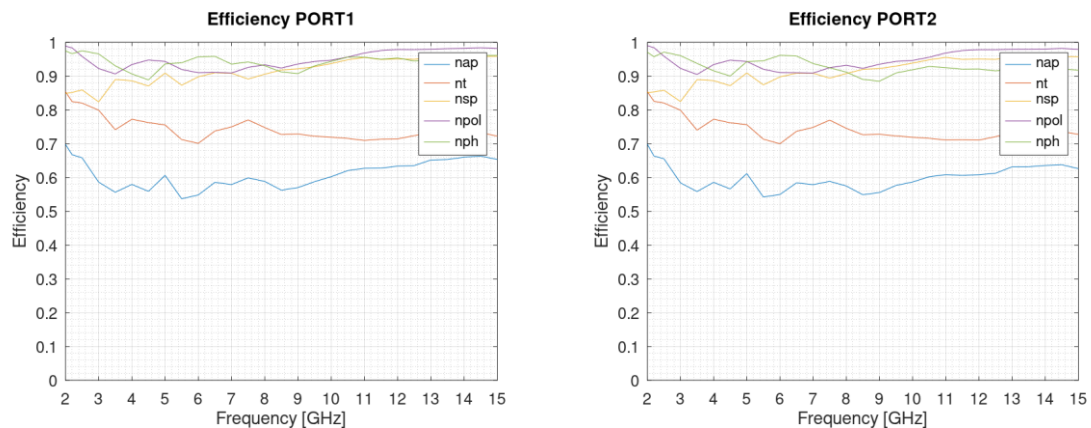 Efficiency PORT1
Efficiency
1
0.9
0.8
0.7
0.6
0.5
0.4
0.3
0.2
0.1
0
nap
nt
nsp
npol
nph
2 3 4 5 6 7 8 9 10 11 12 13 14 15
Frequency [GHz]
Efficiency PORT2
Efficiency
1
0.9
0.8
0.7
0.6
0.5
0.4
0.3
0.2
0.1
0
nap
nt
nsp
npol
nph
2 3 4 5 6 7 8 9 10 11 12 13 14 15
Frequency [GHz]